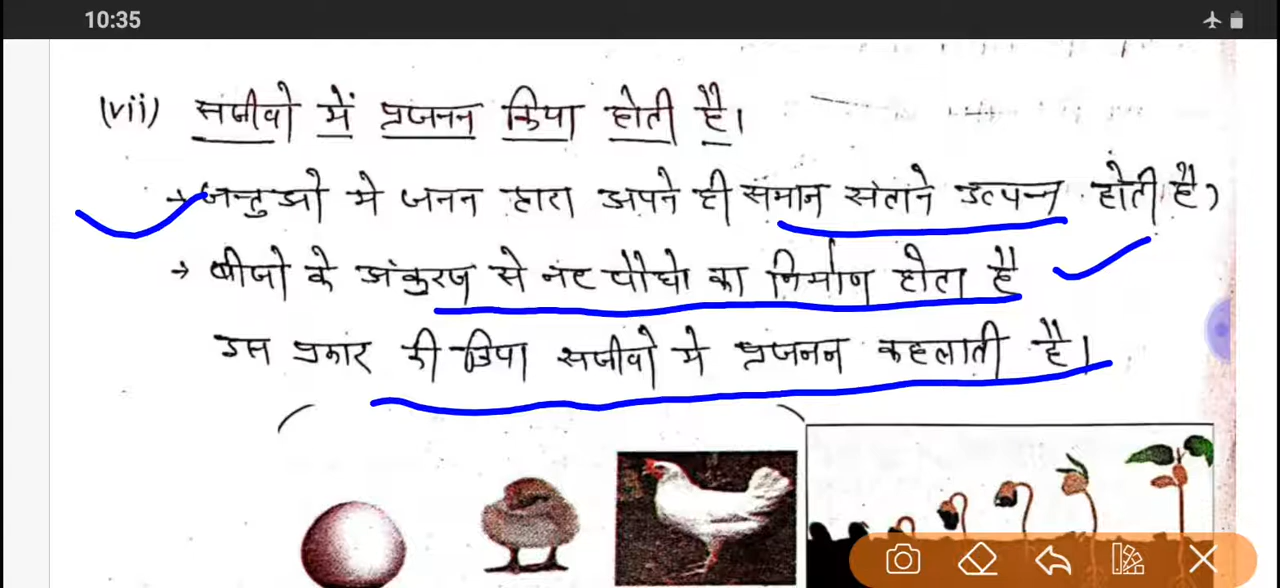 10:35
(vii) सजीवो में प्रजनन क्रिया होती है।
→ जन्तुओ मे जनन द्वारा अपने ही समान संताने उत्पन्न होती है)
→ बीजो के अंकुरण से नए पौधो का निर्माण होता है
इस प्रकार की क्रिया सजीवो मे प्रजनन कहलाती है।